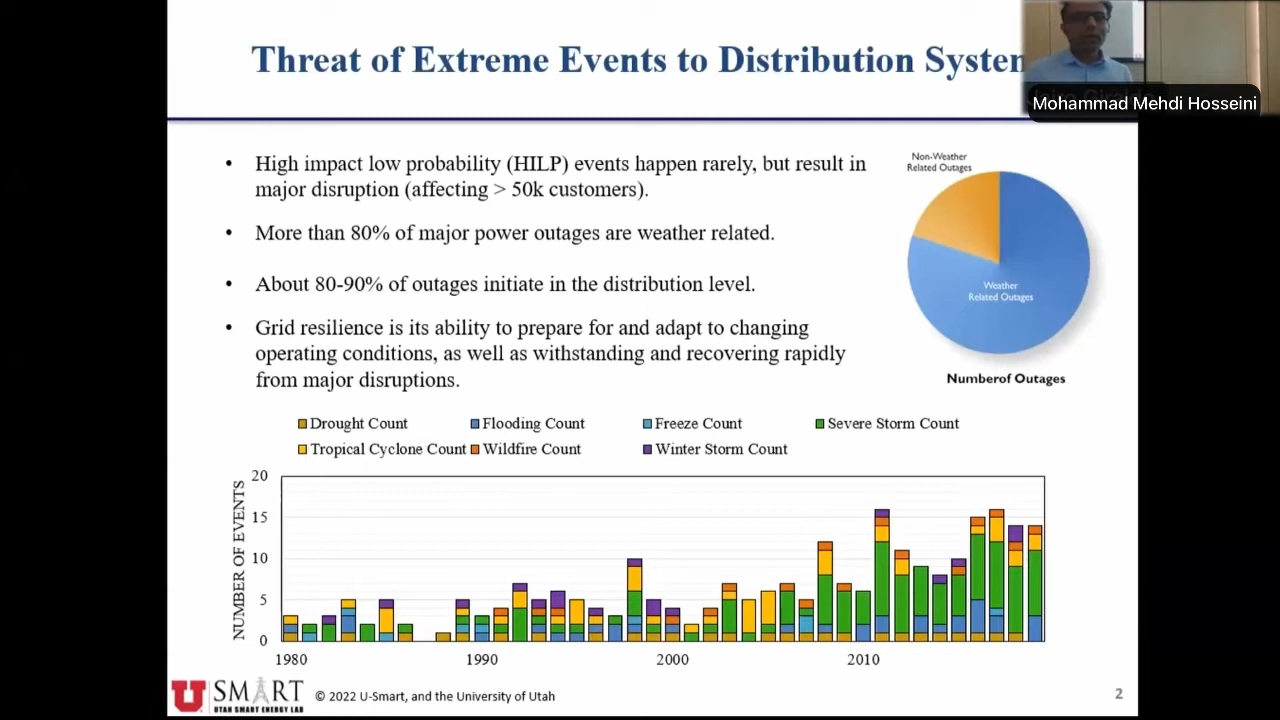 Threat of Extreme Events to Distribution System
Mohammad Mehdi Hosseini
• High impact low probability (HILP) events happen rarely, but result in
major disruption (affecting > 50k customers).
• More than 80% of major power outages are weather related.
• About 80-90% of outages initiate in the distribution level.
• Grid resilience is its ability to prepare for and adapt to changing
operating conditions, as well as withstanding and recovering rapidly
from major disruptions.
Non-Weather
Related Outages
Weather
Related Outages
Numberof Outages
Drought Count Flooding Count Freeze Count Severe Storm Count
Tropical Cyclone Count Wildfire Count Winter Storm Count
NUMBER OF EVENTS
20
15
10
5
0
1980 1990 2000 2010
U SMART
UTAH SMART ENERGY LAB
© 2022 U-Smart, and the University of Utah
2